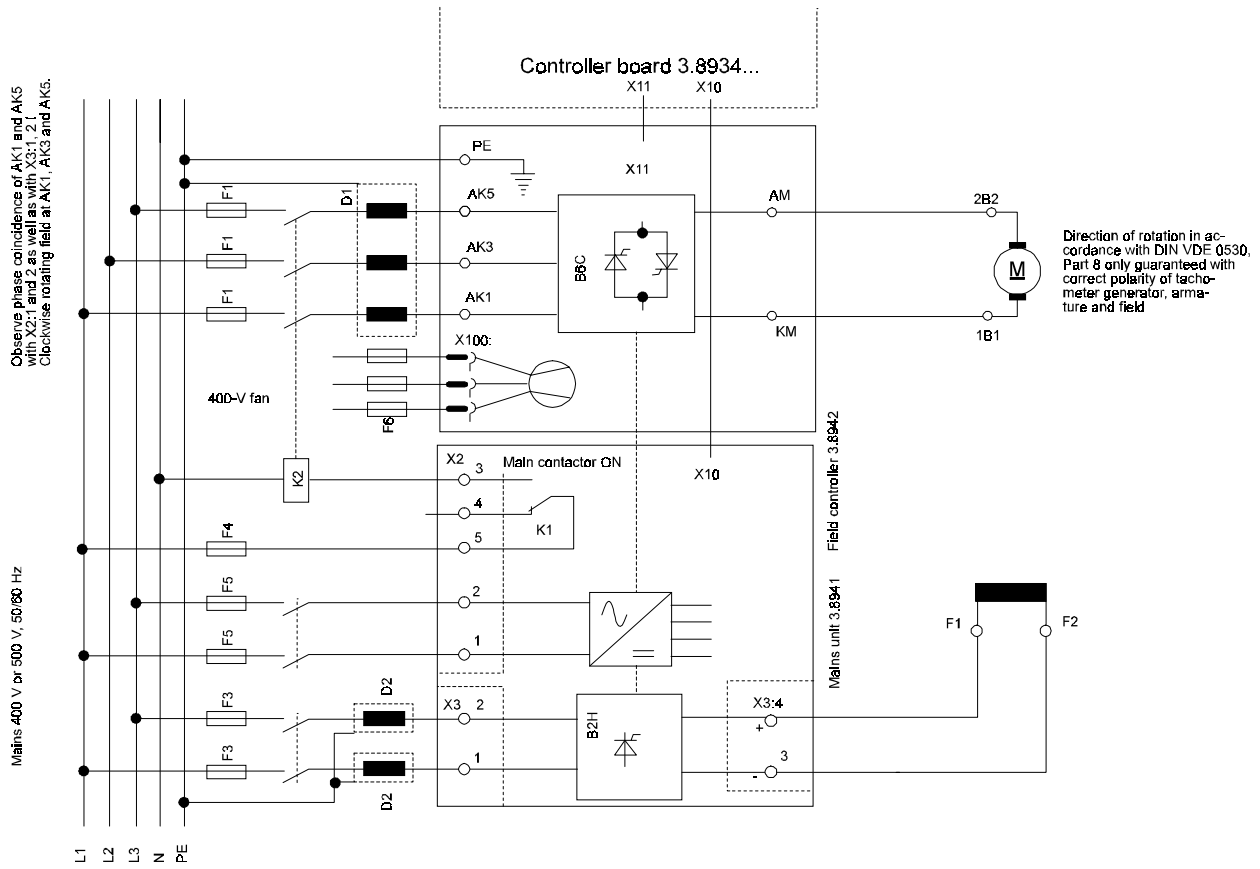 Controller board 3.8934...
X11
X10
Observe phase coincidence of AK1 and AK5
with X2:1 and 2 as well as with X3:1, 2 !
Clockwise rotating field at AK1, AK3 and AK5.
PE
X11
F1
D1
AK5
AM
2B2
F1
AK3
B6C
M
Direction of rotation in ac-
cordance with DIN VDE 0530,
Part 8 only guaranteed with
correct polarity of tacho-
meter generator, arma-
ture and field
F1
AK1
KM
1B1
X100:
400-V fan
F6
X2
Main contactor ON
X10
Field controller 3.8942
K2
3
4
K1
F4
5
Mains 400 V or 500 V, 50/60 Hz
F5
2
F5
1
Mains unit 3.8941
F1
F2
D2
F3
X3
2
B2H
X3:4
+
F3
1
3
-
D2
L1
L2
L3
N
PE